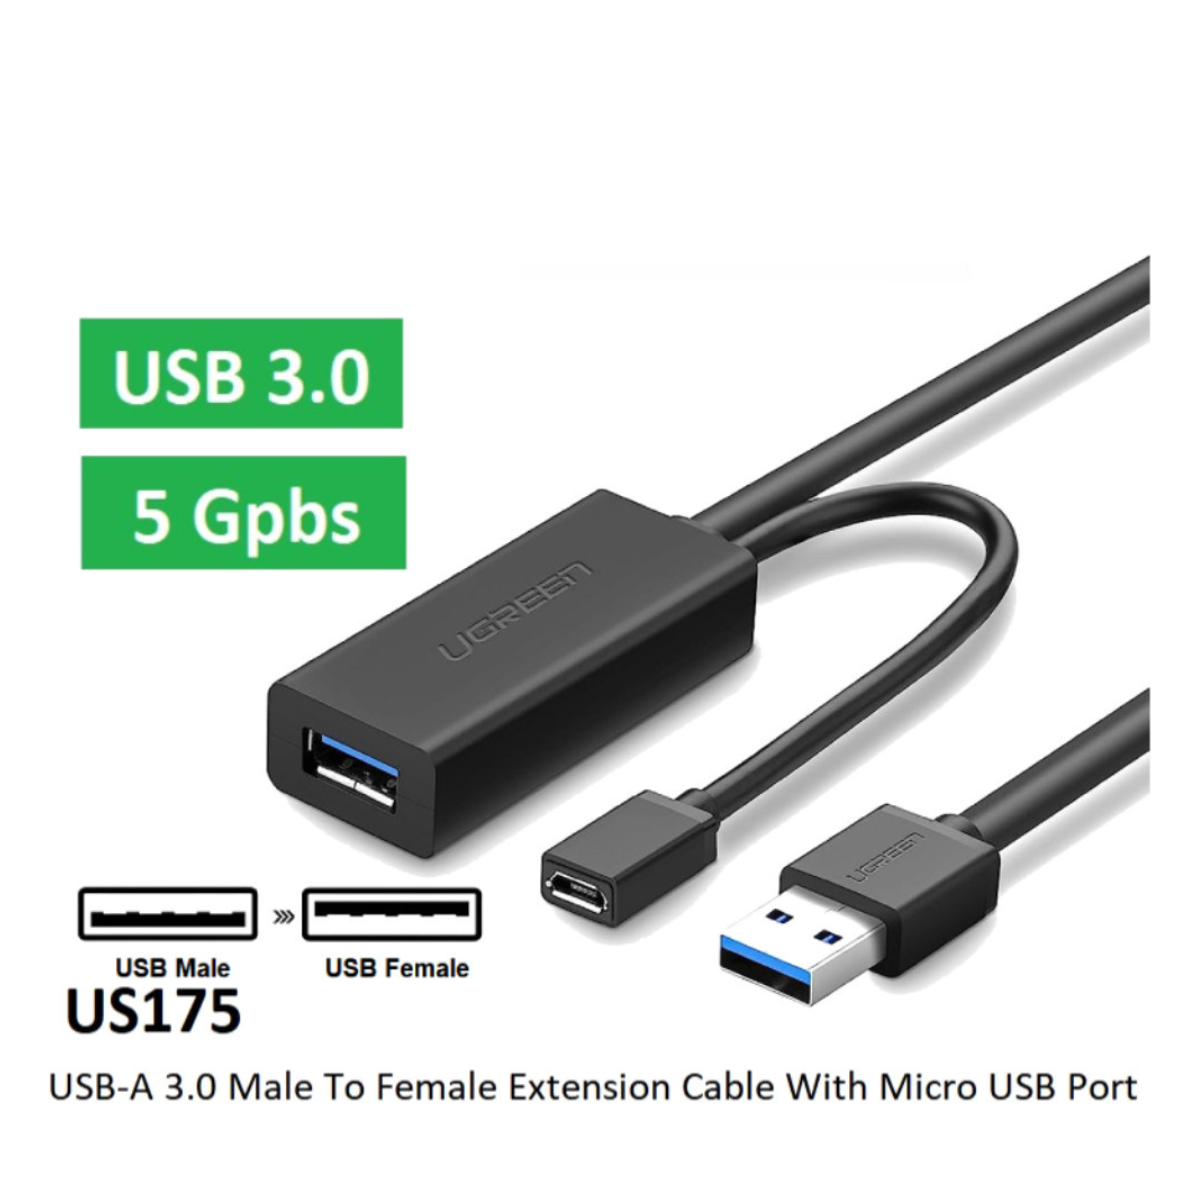 USB 3.0
5 Gpbs
UGREEN
UGREEN
USB Male
USB Female
US175
USB-A 3.0 Male To Female Extension Cable With Micro USB Port